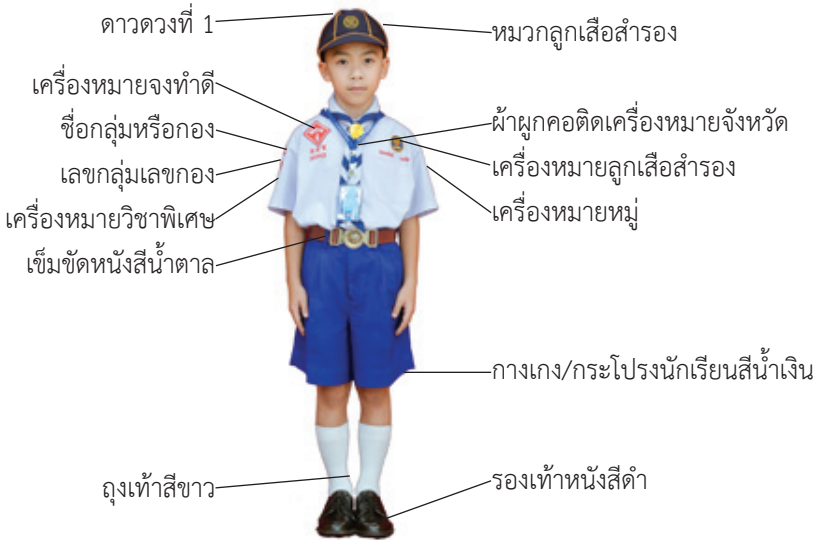 ดาวดวงที่ 1
หมวกลูกเสือสำรอง
เครื่องหมายจงทำดี
ชื่อกลุ่มหรือกอง
เลขกลุ่มเลขกอง
เครื่องหมายวิชาพิเศษ
เข็มขัดหนังสีน้ำตาล
ผ้าผูกคอติดเครื่องหมายจังหวัด
เครื่องหมายลูกเสือสำรอง
เครื่องหมายหมู่
กางเกง/กระโปรงนักเรียนสีน้ำเงิน
ถุงเท้าสีขาว
รองเท้าหนังสีดำ